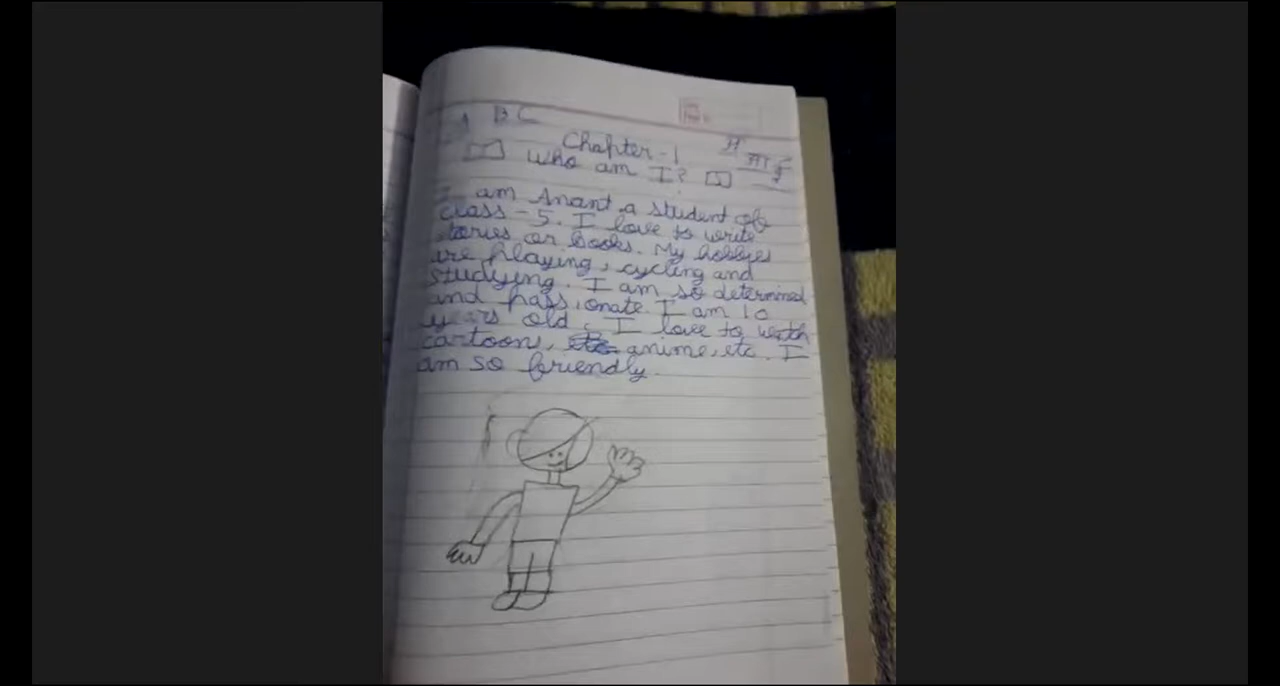 A B C
Chapter-1
Who am I?
I am Anant a student of
class - 5. I love to write
stories or books. My hobbyes
are playing, cycling and
studying. I am so determined
and passionate. I am 10
years old. I love to watch
cartoons, etc anime, etc. I
am so friendly.